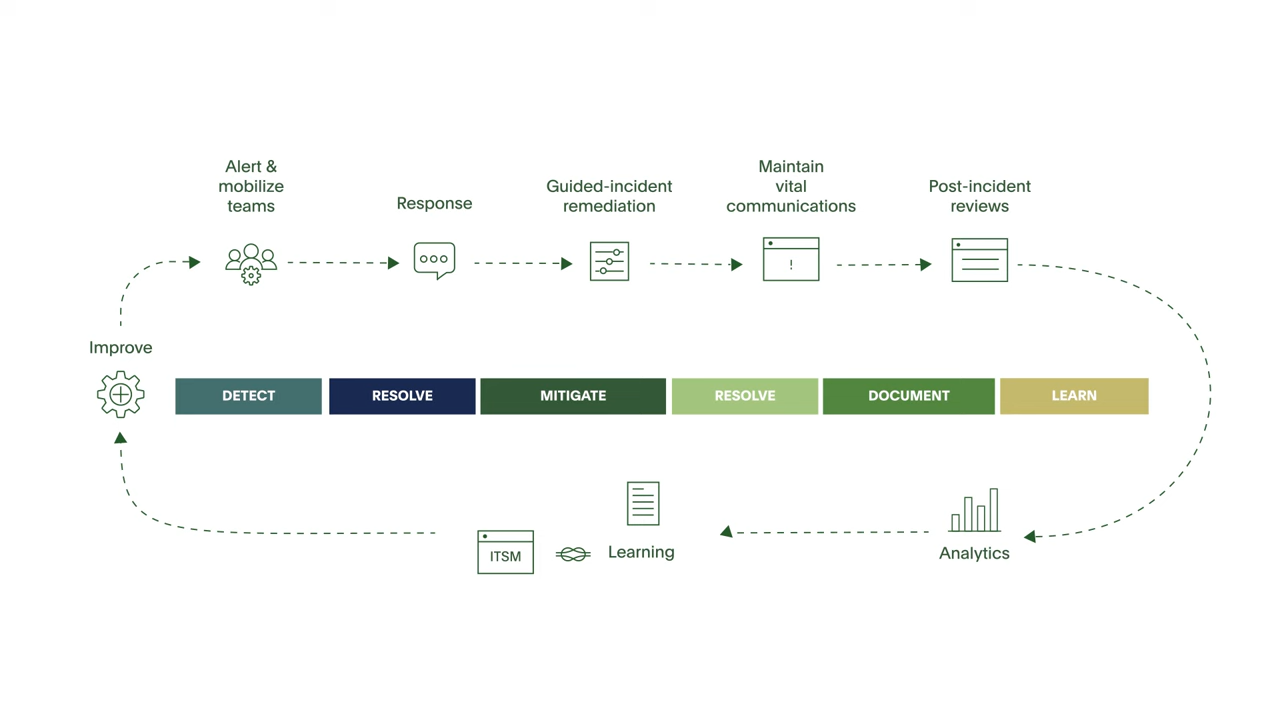 Alert &
mobilize
teams
Response
Guided-incident
remediation
Maintain
vital
communications
Post-incident
reviews
!
Improve
DETECT
RESOLVE
MITIGATE
RESOLVE
DOCUMENT
LEARN
ITSM
Learning
Analytics